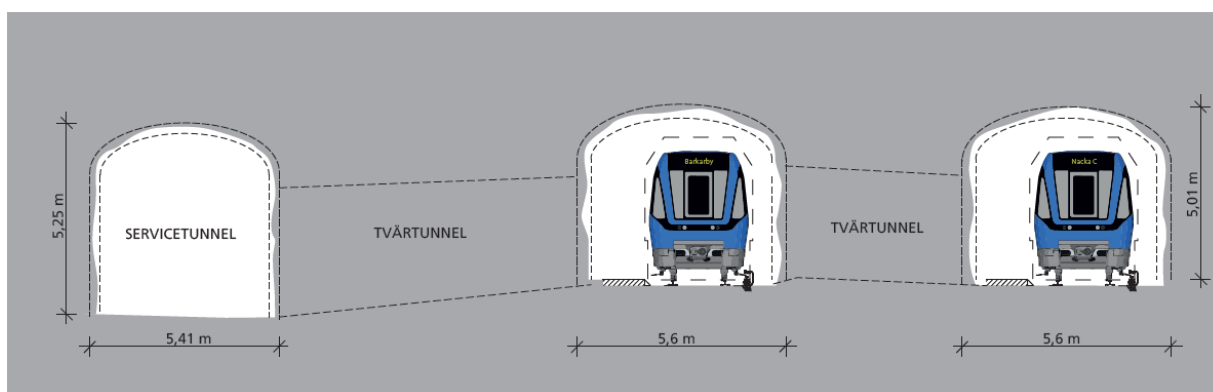 Barkarby
Nacka C
5,25 m
SERVICETUNNEL
TVÄRTUNNEL
TVÄRTUNNEL
5,01 m
5,41 m
5,6 m
5,6 m